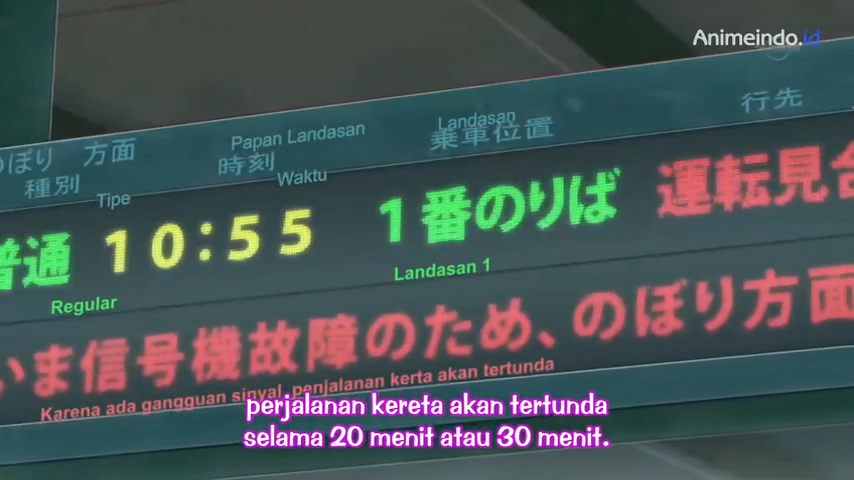 Animeindo.id
のぼり 方面
Papan Landasan
Landasan
行先
種別
時刻
乗車位置
Tipe
Waktu
普通 10:55 1番のりば 運転見合
Regular
Landasan 1
いま信号機故障のため、のぼり方面
Karena ada gangguan sinyal, penjalanan kerta akan tertunda
perjalanan kereta akan tertunda
selama 20 menit atau 30 menit.